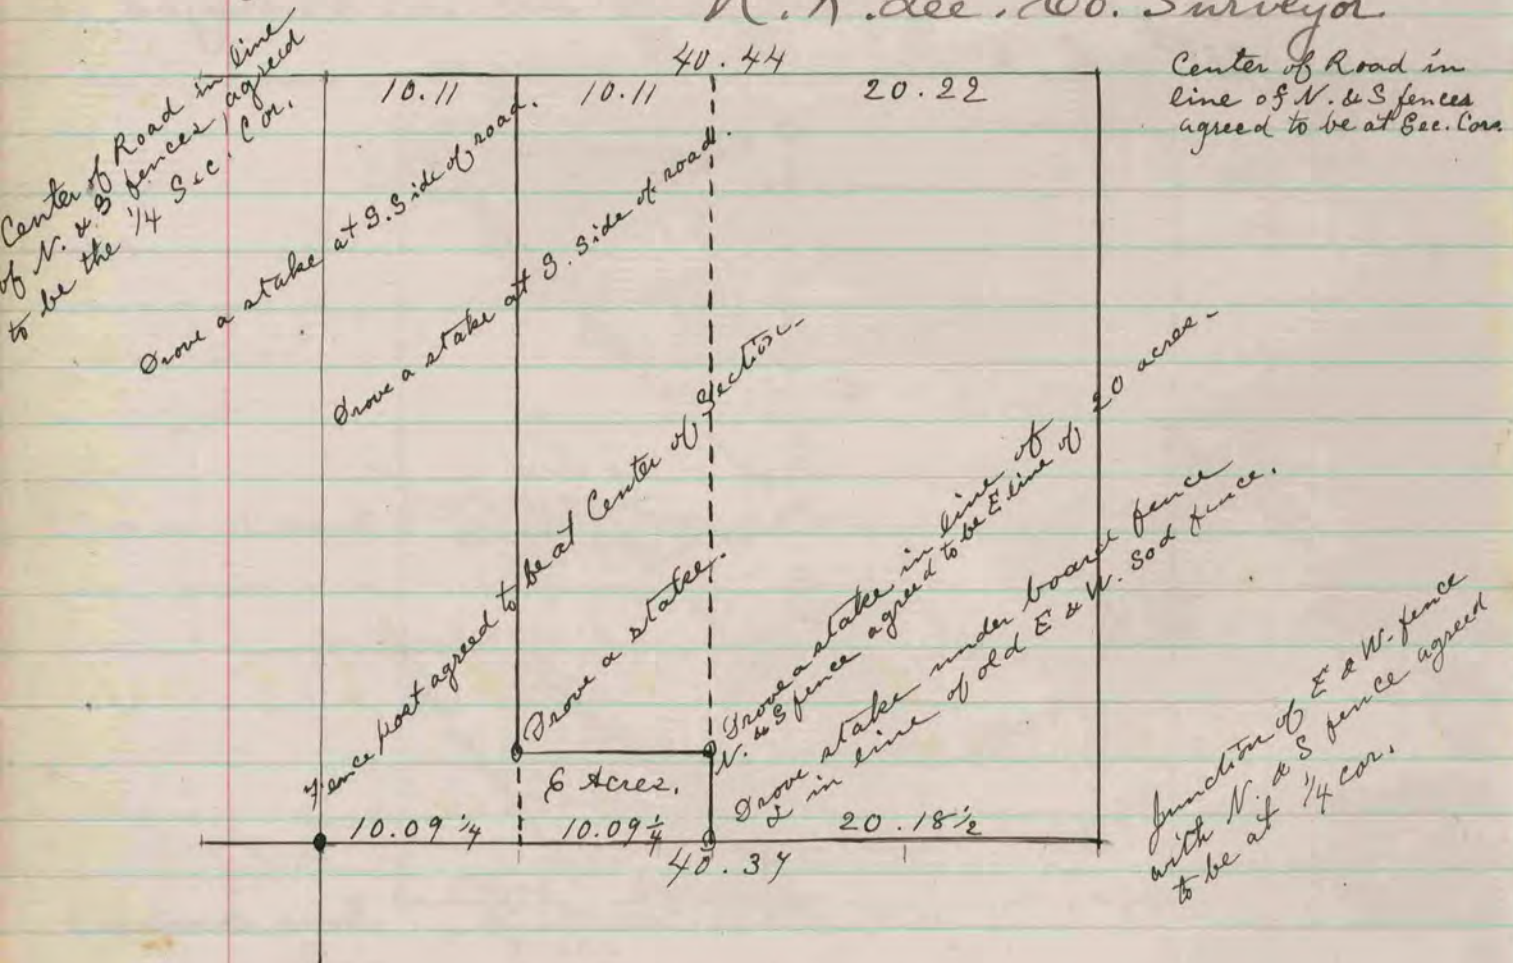 Co. Surveyor.
40.44
Center of Road in line
of N. & S fences, agreed
to be the 1/4 Sec. Cor.
10.11
10.11
20.22
Center of Road in
line of N. & S fences
agreed to be at Sec. Cor.
Drove a stake at S. Side of road.
Drove a stake at S. Side of road.
Fence post agreed to be at Center of Section.
Drove a stake.
Drove a stake in line of
N. & S fence agreed to be E line of 20 acres.
Drove stake under board fence
& in line of old E & W. Sod fence.
Junction of E & W. fence
with N. & S fence agreed
to be at 1/4 cor.
6 Acres.
10.09 1/4
10.09 1/4
20.18 1/2
40.37